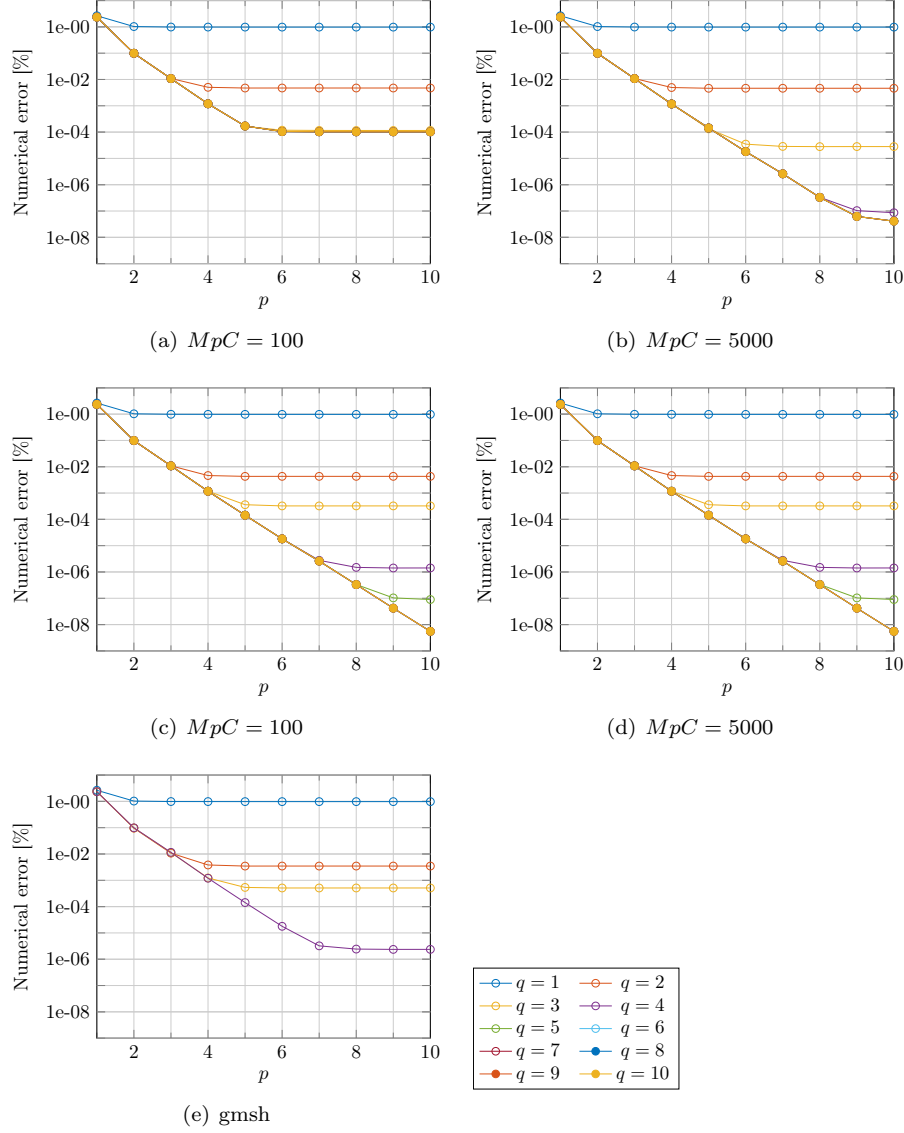 1e-00
1e-02
1e-04
1e-06
1e-08
Numerical error [%]
2 4 6 8 10
p
(a) MpC = 100
1e-00
1e-02
1e-04
1e-06
1e-08
Numerical error [%]
2 4 6 8 10
p
(b) MpC = 5000
1e-00
1e-02
1e-04
1e-06
1e-08
Numerical error [%]
2 4 6 8 10
p
(c) MpC = 100
1e-00
1e-02
1e-04
1e-06
1e-08
Numerical error [%]
2 4 6 8 10
p
(d) MpC = 5000
1e-00
1e-02
1e-04
1e-06
1e-08
Numerical error [%]
2 4 6 8 10
p
(e) gmsh
q = 1 q = 2
q = 3 q = 4
q = 5 q = 6
q = 7 q = 8
q = 9 q = 10